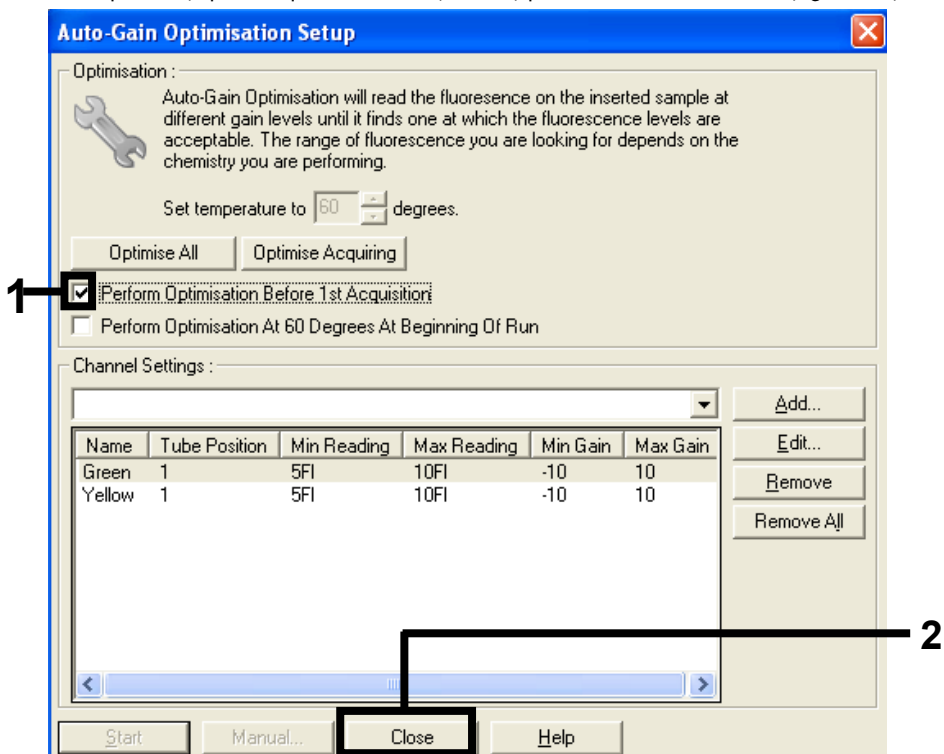 Auto-Gain Optimisation Setup
Optimisation :
Auto-Gain Optimisation will read the fluoresence on the inserted sample at
different gain levels until it finds one at which the fluorescence levels are
acceptable. The range of fluorescence you are looking for depends on the
chemistry you are performing.
Set temperature to 60 degrees.
Optimise All Optimise Acquiring
1
Perform Optimisation Before 1st Acquisition
Perform Optimisation At 60 Degrees At Beginning Of Run
Channel Settings :
Add...
Name Tube Position Min Reading Max Reading Min Gain Max Gain
Edit...
Green 1 5Fl 10Fl -10 10
Remove
Yellow 1 5Fl 10Fl -10 10
Remove All
2
Start Manual... Close Help